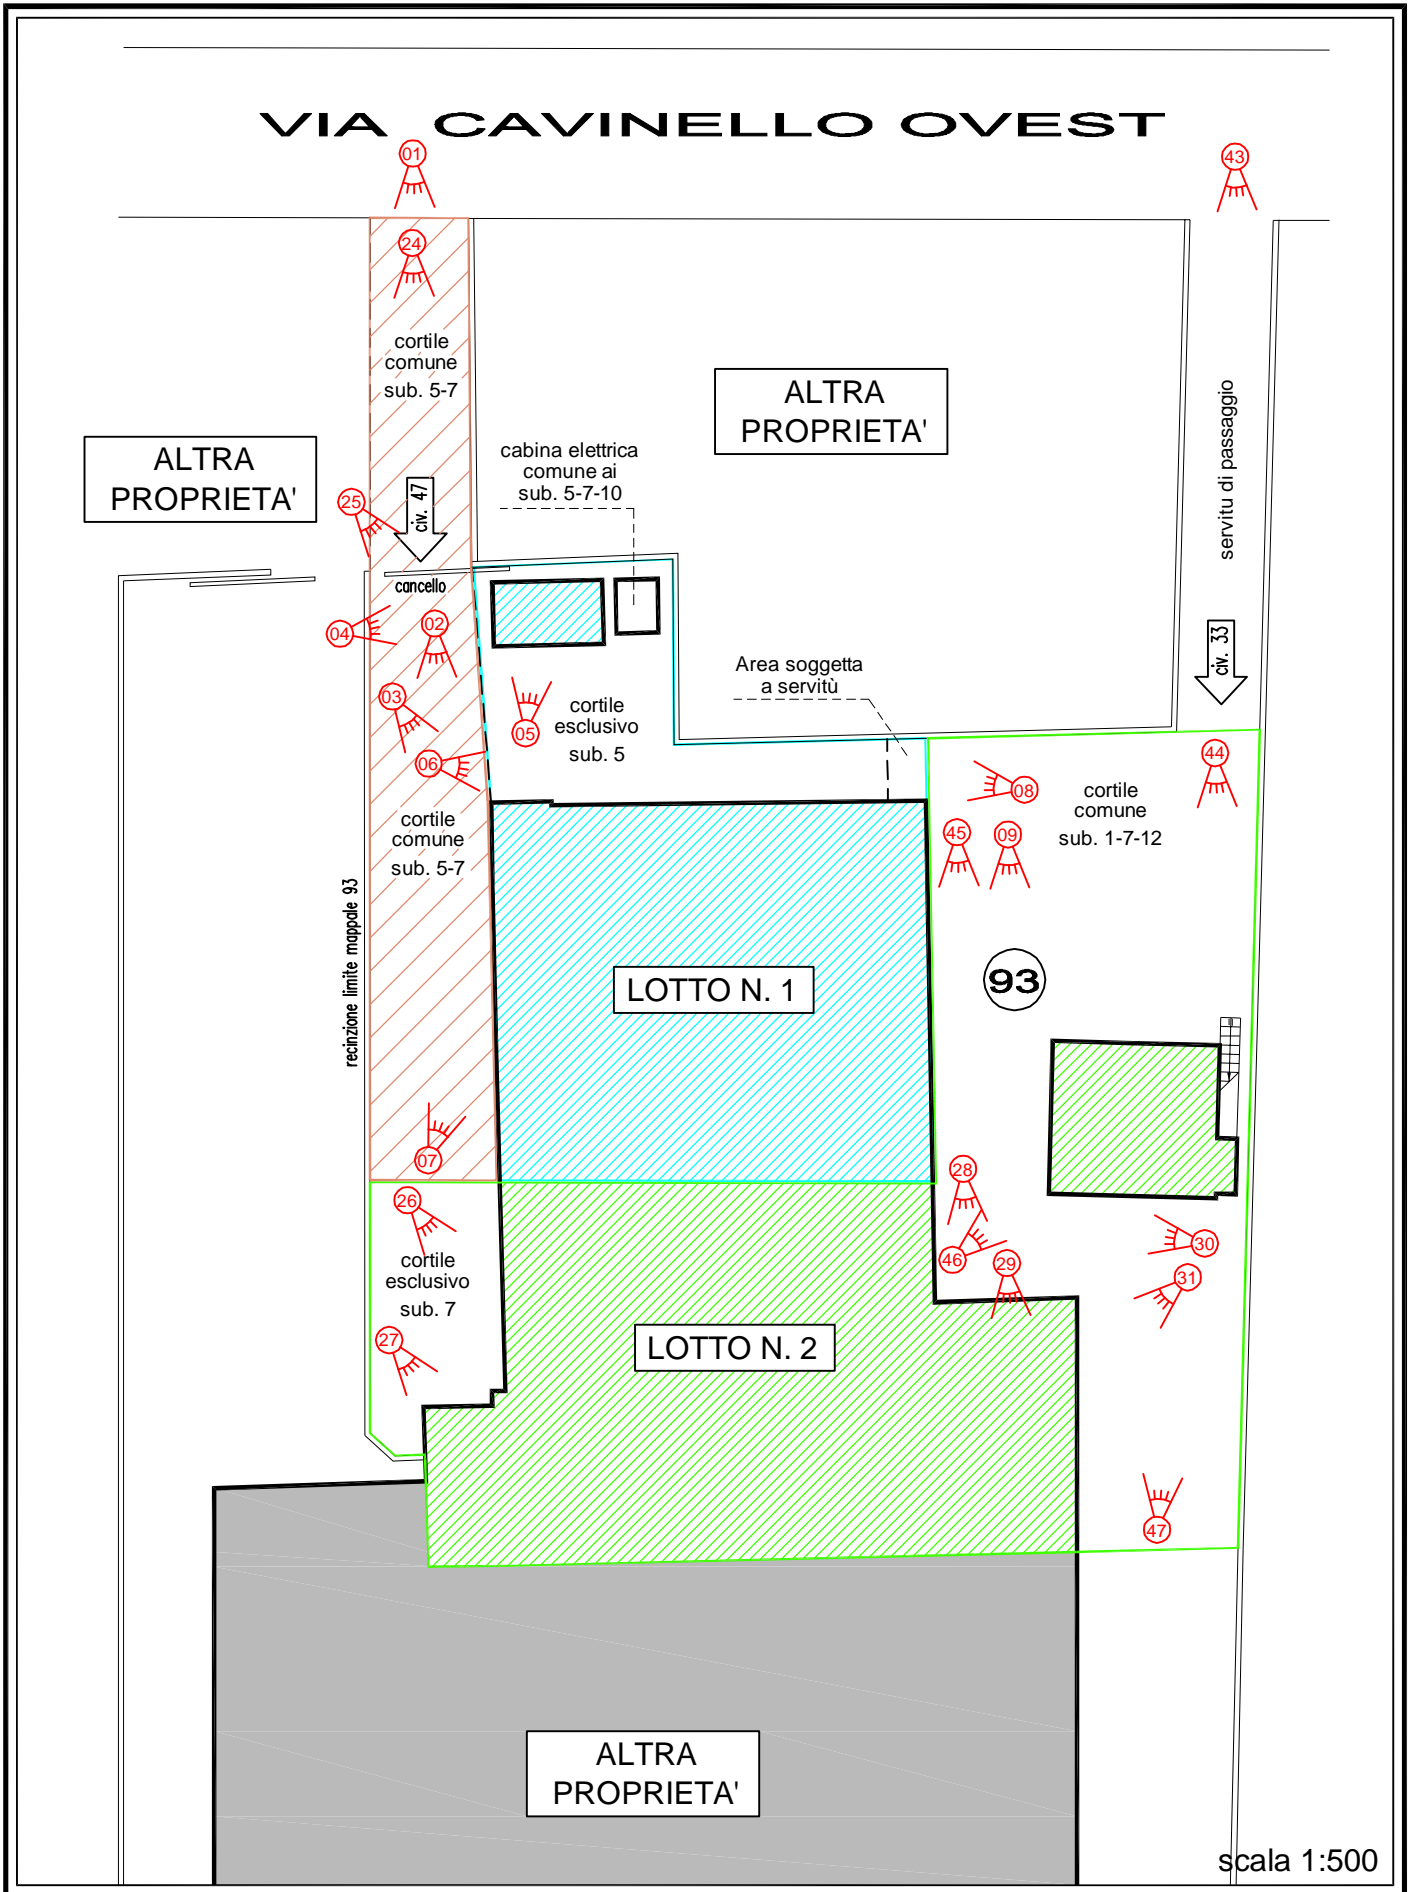 VIA CAVINELLO OVEST
01
43
24
cortile
comune
sub. 5-7
ALTRA
PROPRIETA'
servitu di passaggio
ALTRA
PROPRIETA'
cabina elettrica
comune ai
sub. 5-7-10
25
civ. 47
cancello
04
02
03
05
06
cortile
esclusivo
sub. 5
Area soggetta
a servitù
civ. 33
44
08
cortile
comune
sub. 1-7-12
45
09
cortile
comune
sub. 5-7
recinzione limite mappale 93
LOTTO N. 1
93
07
28
26
cortile
esclusivo
sub. 7
46
29
30
31
27
LOTTO N. 2
47
ALTRA
PROPRIETA'
scala 1:500